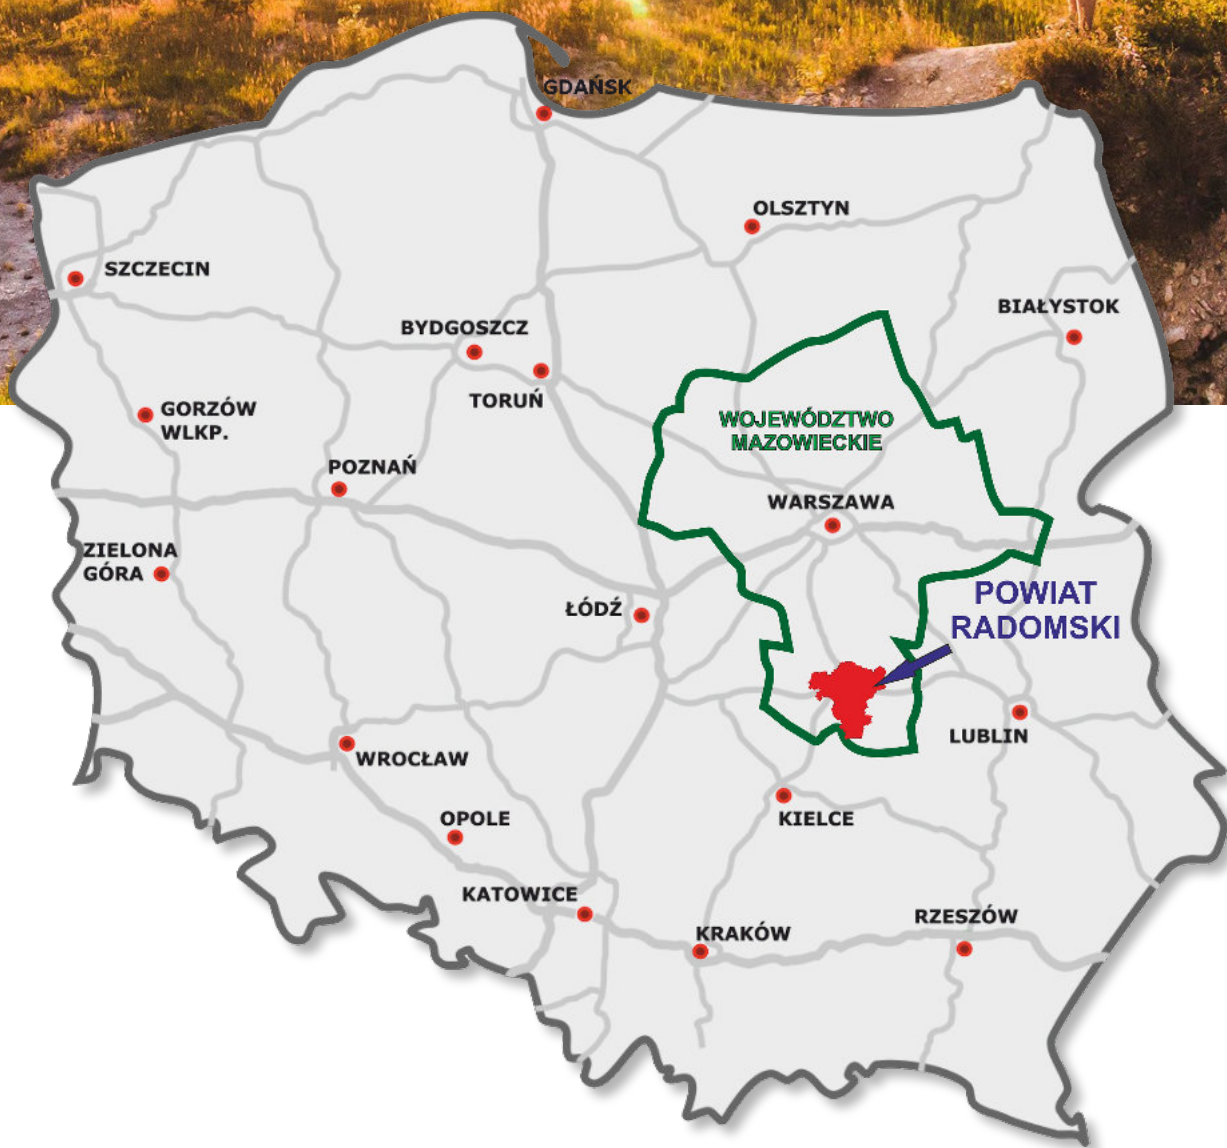 GDAŃSK
OLSZTYN
SZCZECIN
BIAŁYSTOK
BYDGOSZCZ
TORUŃ
GORZÓW
WLKP.
WOJEWÓDZTWO
MAZOWIECKIE
POZNAŃ
WARSZAWA
ZIELONA
GÓRA
POWIAT
RADOMSKI
ŁÓDŹ
LUBLIN
WROCŁAW
OPOLE
KIELCE
KATOWICE
RZESZÓW
KRAKÓW